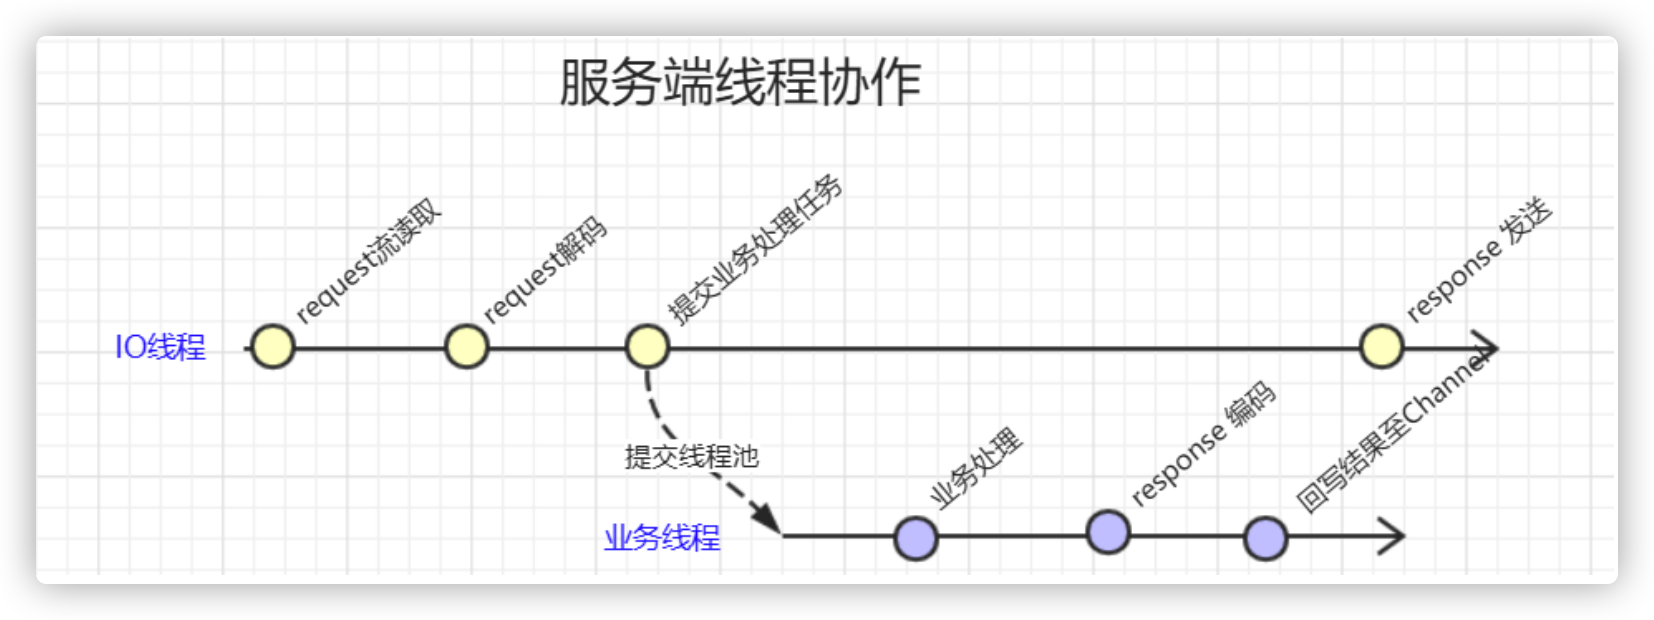 服务端线程协作
IO线程
request流读取
request解码
提交业务处理任务
response 发送
提交线程池
业务线程
业务处理
response 编码
回写结果至Channel